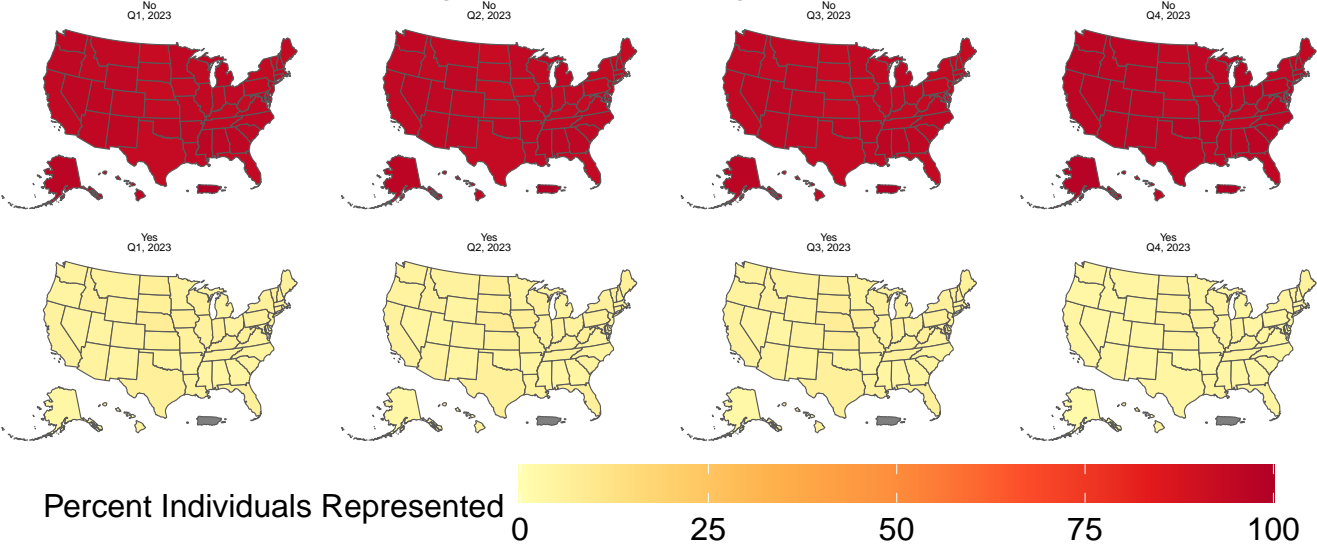 No
Q1, 2023
No
Q2, 2023
No
Q3, 2023
No
Q4, 2023
Yes
Q1, 2023
Yes
Q2, 2023
Yes
Q3, 2023
Yes
Q4, 2023
Percent Individuals Represented
0
25
50
75
100